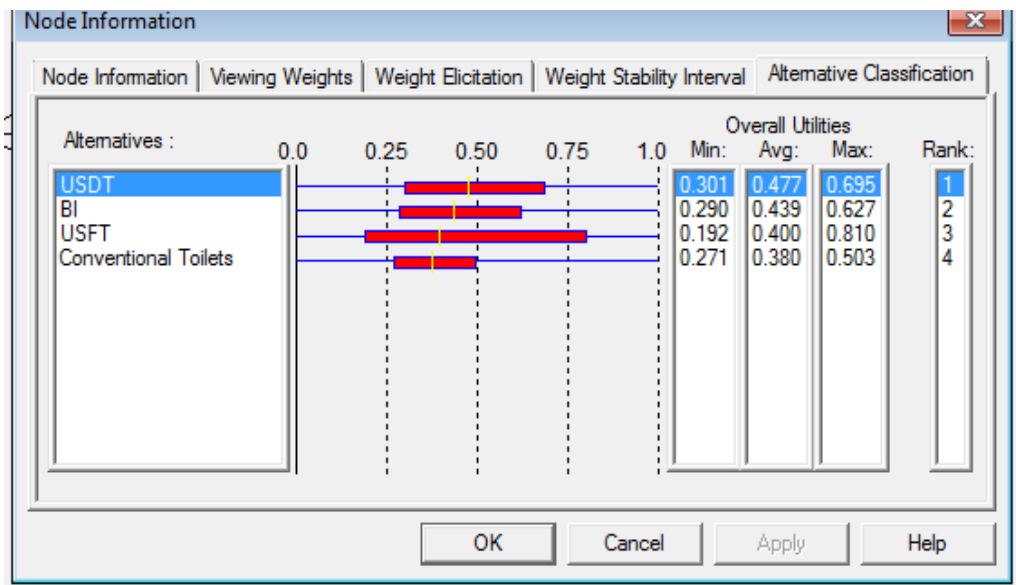 Node Information
Node Information Viewing Weights Weight Elicitation Weight Stability Interval Alternative Classification
Overall Utilities
Alternatives : 0.0 0.25 0.50 0.75 1.0 Min: Avg: Max: Rank:
USDT 0.301 0.477 0.695 1
BI 0.290 0.439 0.627 2
USFT 0.192 0.400 0.810 3
Conventional Toilets 0.271 0.380 0.503 4
OK Cancel Apply Help